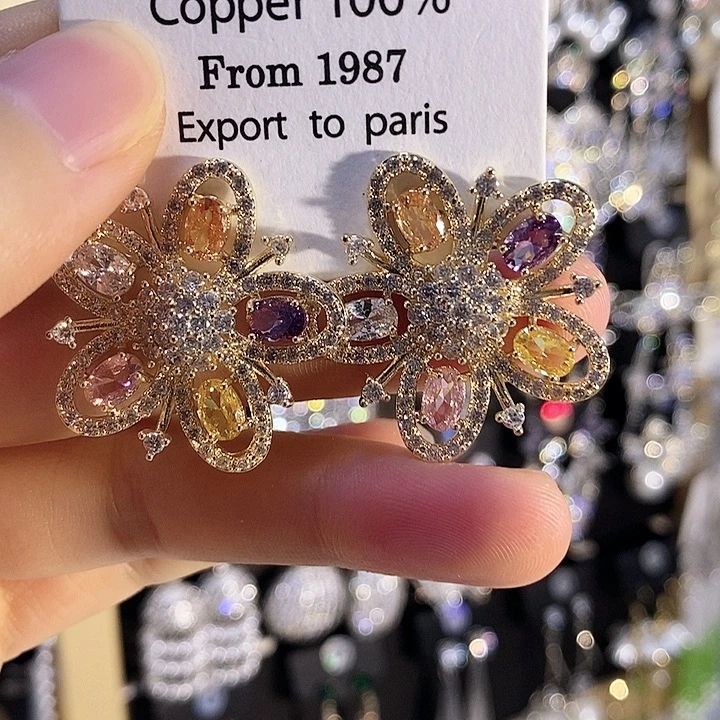 Copper 100%
From 1987
Export to paris